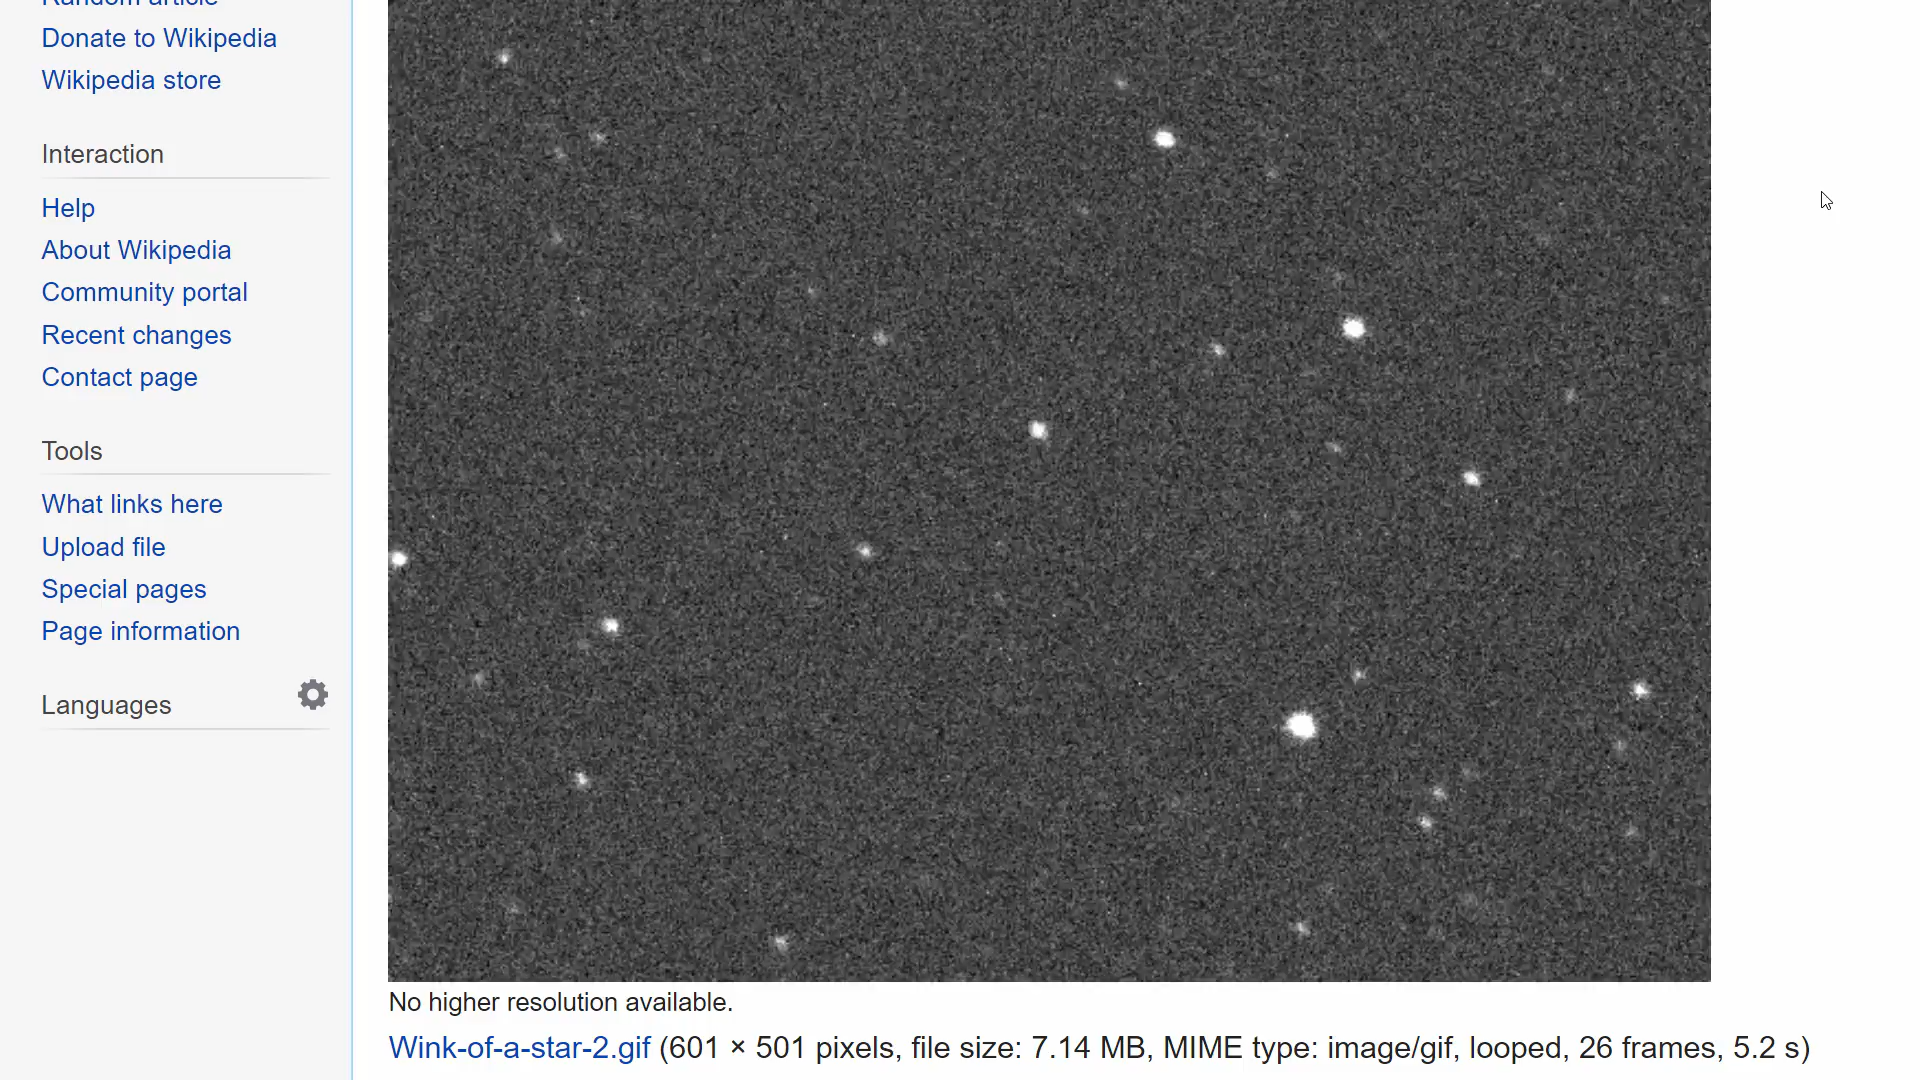 Random article
Donate to Wikipedia
Wikipedia store
Interaction
Help
About Wikipedia
Community portal
Recent changes
Contact page
Tools
What links here
Upload file
Special pages
Page information
Languages
No higher resolution available.
Wink-of-a-star-2.gif (601 × 501 pixels, file size: 7.14 MB, MIME type: image/gif, looped, 26 frames, 5.2 s)